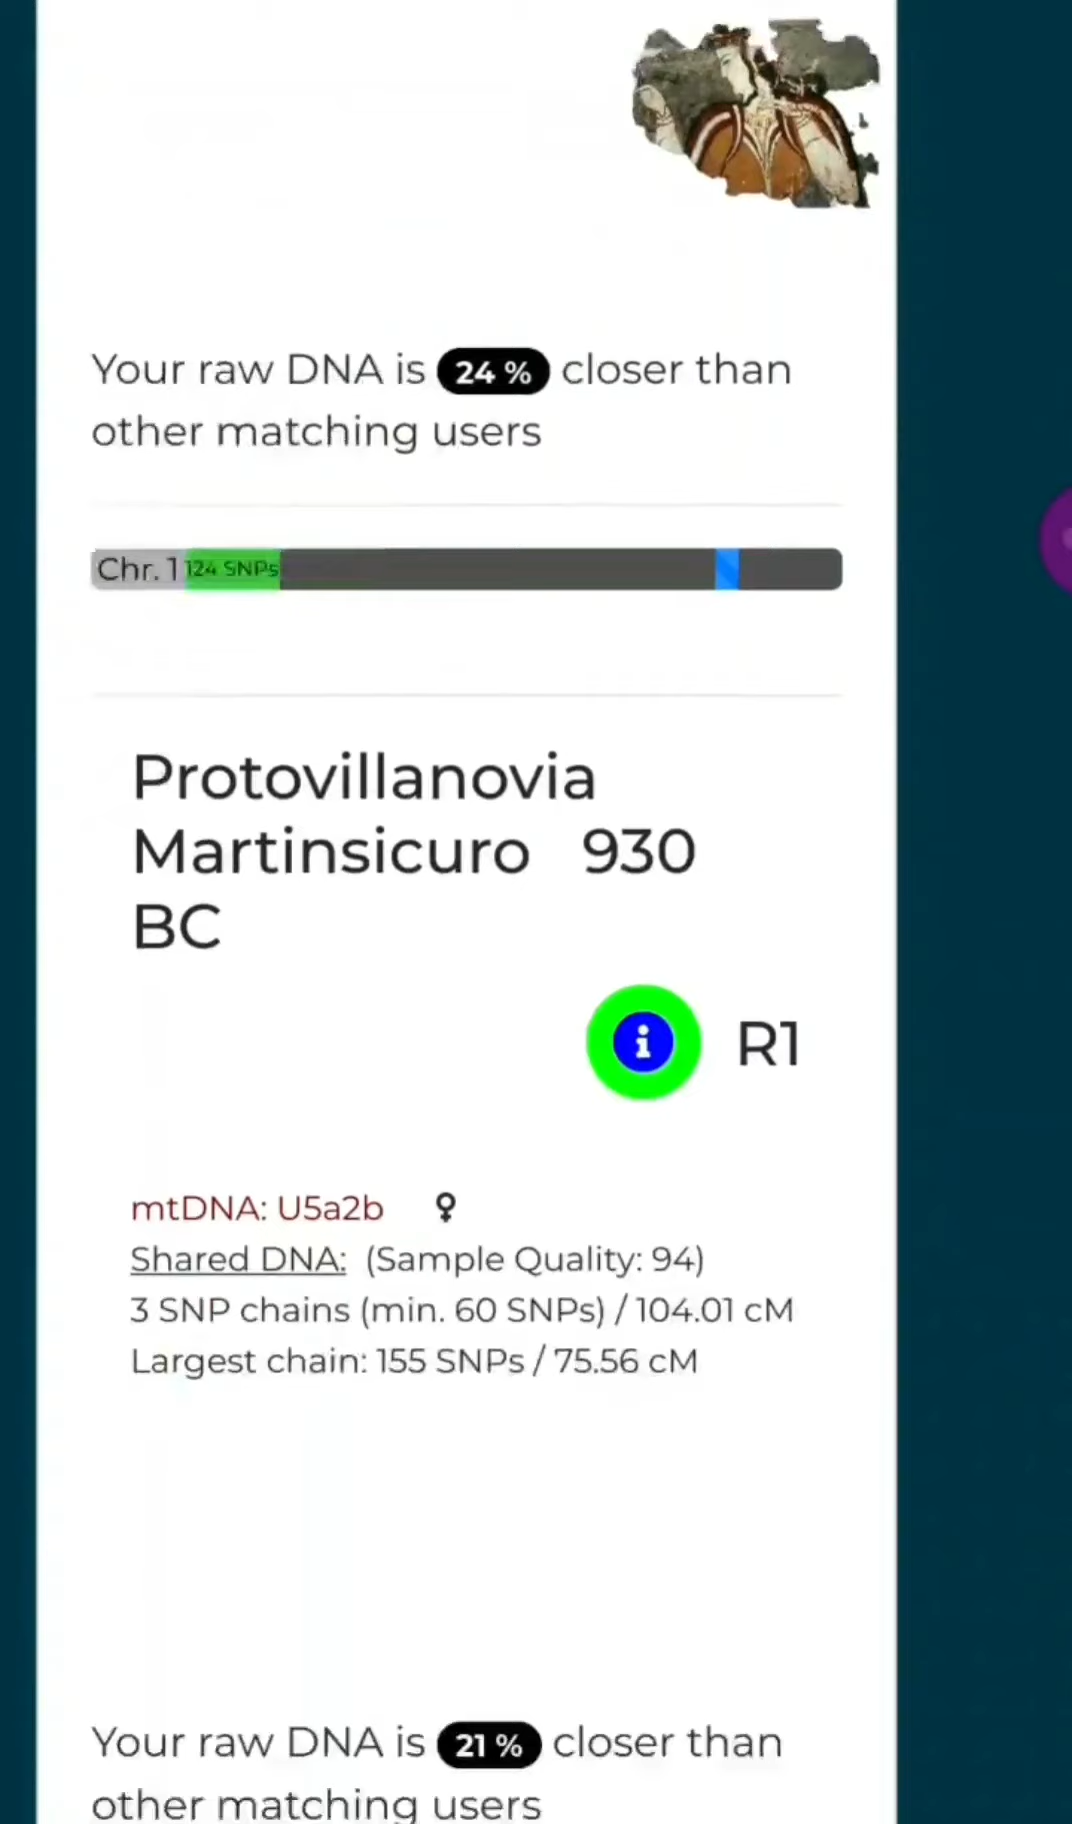 Your raw DNA is 24 % closer than
other matching users
Chr. 1 124 SNPs
Protovillanovia
Martinsicuro 930
BC
i R1
mtDNA: U5a2b ♀
Shared DNA: (Sample Quality: 94)
3 SNP chains (min. 60 SNPs) / 104.01 cM
Largest chain: 155 SNPs / 75.56 cM
Your raw DNA is 21 % closer than
other matching users